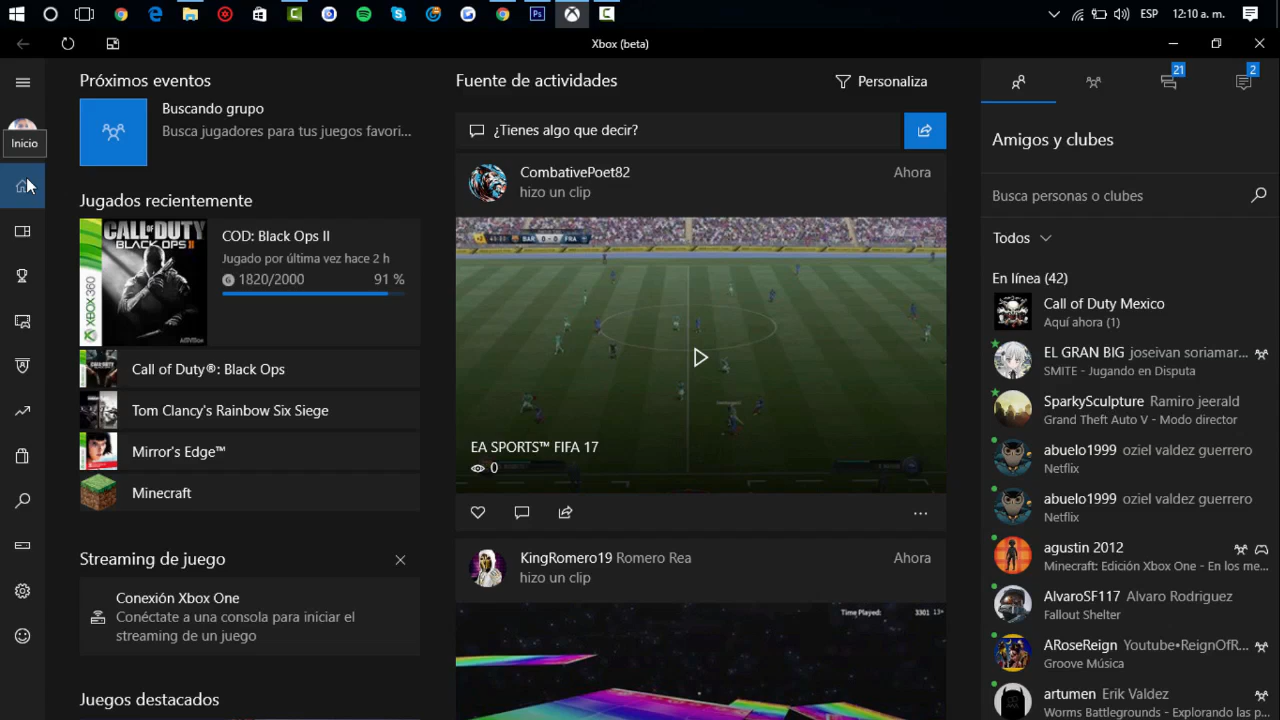 ESP
12:10 a. m.
Xbox (beta)
Inicio
Próximos eventos
Buscando grupo
Busca jugadores para tus juegos favori...
Jugados recientemente
CALL OF DUTY
BLACK OPS II
XBOX 360
COD: Black Ops II
Jugado por última vez hace 2 h
G 1820/2000 91 %
Call of Duty®: Black Ops
Tom Clancy's Rainbow Six Siege
Mirror's Edge™
Minecraft
Streaming de juego
Conexión Xbox One
Conéctate a una consola para iniciar el
streaming de un juego
Juegos destacados
Fuente de actividades
Personaliza
¿Tienes algo que decir?
CombativePoet82
Ahora
hizo un clip
BAR 0-0 FRA
EA SPORTS™ FIFA 17
0
KingRomero19 Romero Rea
Ahora
hizo un clip
Time Played:
3301
21
2
Amigos y clubes
Busca personas o clubes
Todos
En línea (42)
Call of Duty Mexico
Aquí ahora (1)
EL GRAN BIG joseivan soriamar...
SMITE - Jugando en Disputa
SparkySculpture Ramiro jeerald
Grand Theft Auto V - Modo director
abuelo1999 oziel valdez guerrero
Netflix
abuelo1999 oziel valdez guerrero
Netflix
agustin 2012
Minecraft: Edición Xbox One - En los me...
AlvaroSF117 Alvaro Rodriguez
Fallout Shelter
ARoseReign Youtube•ReignOfR...
Groove Música
artumen Erik Valdez
Worms Battlegrounds - Explorando las p...